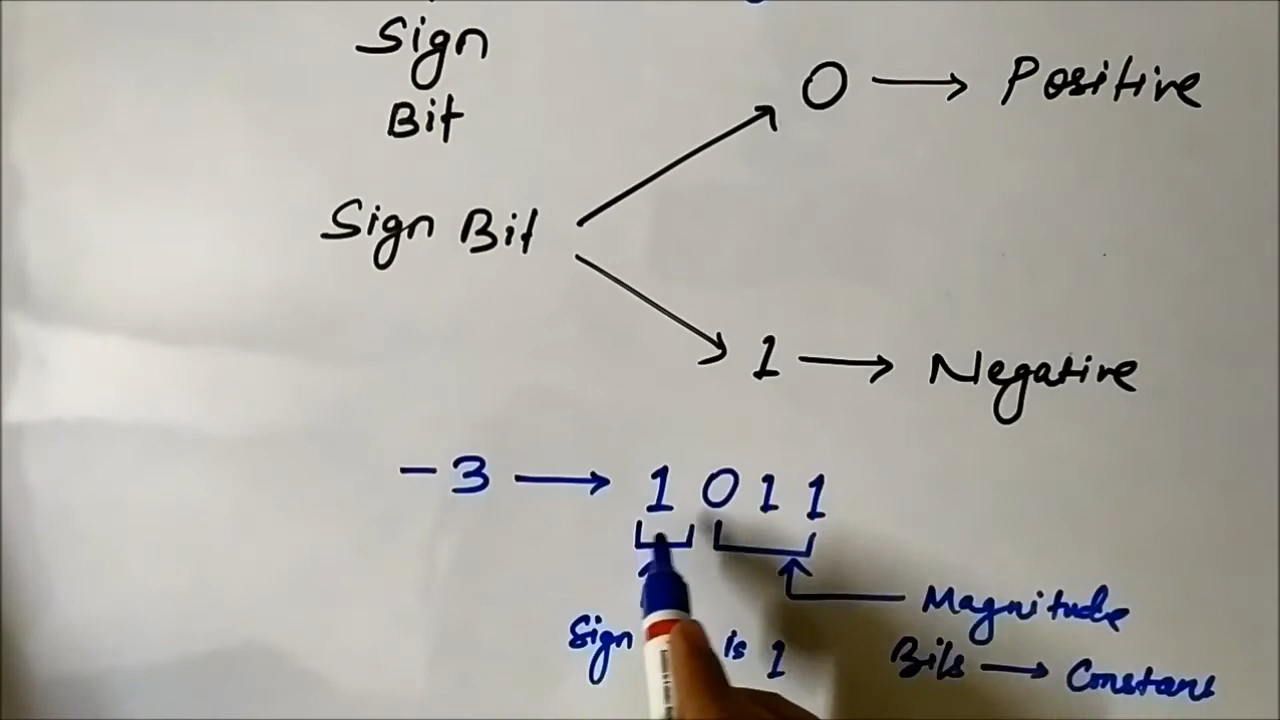 Sign
Bit
0 → Positive
Sign Bit
1 → Negative
-3 → 1 0 1 1
Magnitude
Sign is 1
Bits → Constant